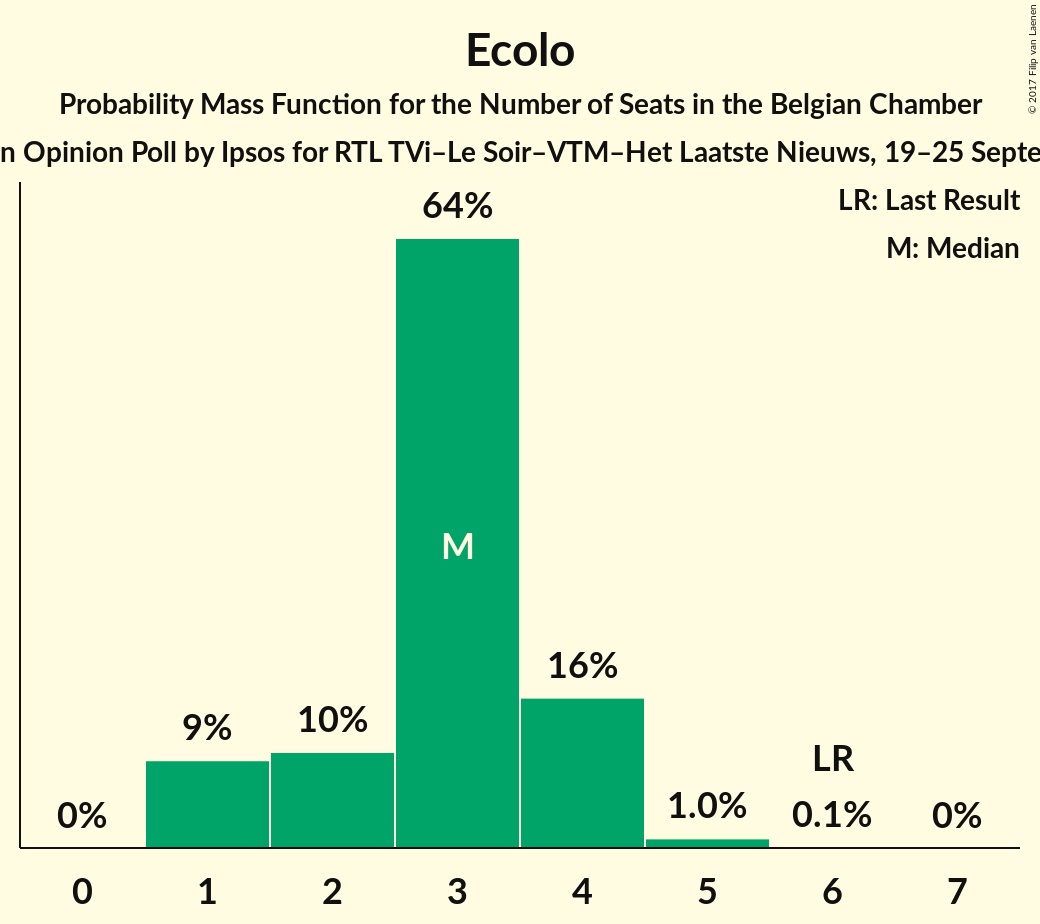 Ecolo
Probability Mass Function for the Number of Seats in the Belgian Chamber
n Opinion Poll by Ipsos for RTL TVi–Le Soir–VTM–Het Laatste Nieuws, 19–25 Septe
© 2017 Filip van Laenen
LR: Last Result
M: Median
64%
M
16%
10%
9%
LR
1.0%
0.1%
0%
0%
0 1 2 3 4 5 6 7